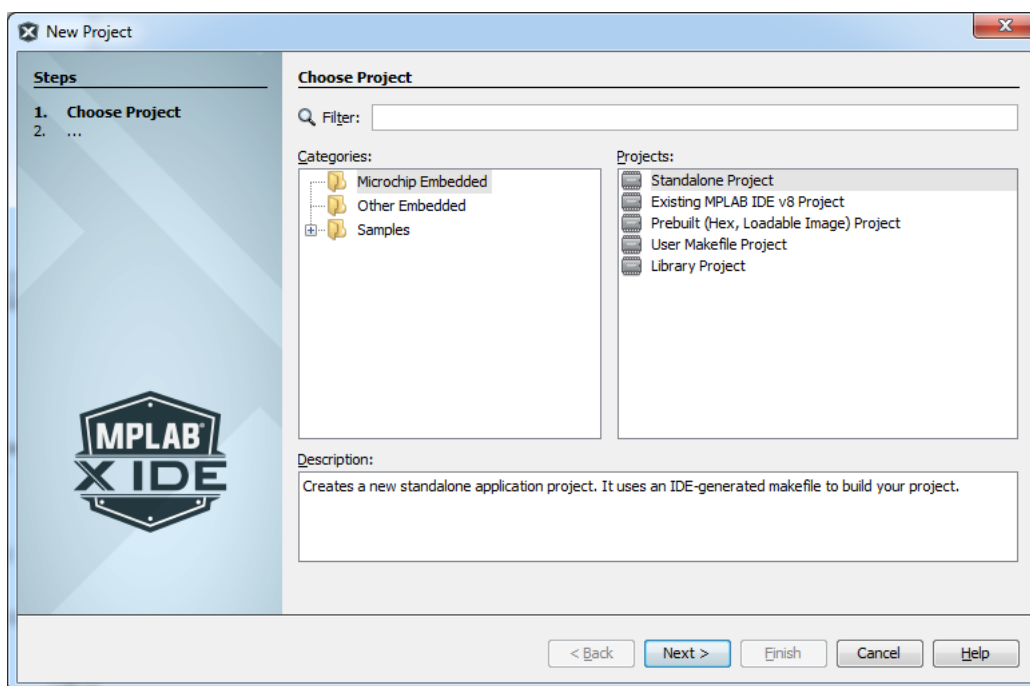 New Project
Steps
1. Choose Project
2. ...
MPLAB®
X IDE
Choose Project
Filter:
Categories:
Microchip Embedded
Other Embedded
Samples
Projects:
Standalone Project
Existing MPLAB IDE v8 Project
Prebuilt (Hex, Loadable Image) Project
User Makefile Project
Library Project
Description:
Creates a new standalone application project. It uses an IDE-generated makefile to build your project.
< Back Next > Finish Cancel Help